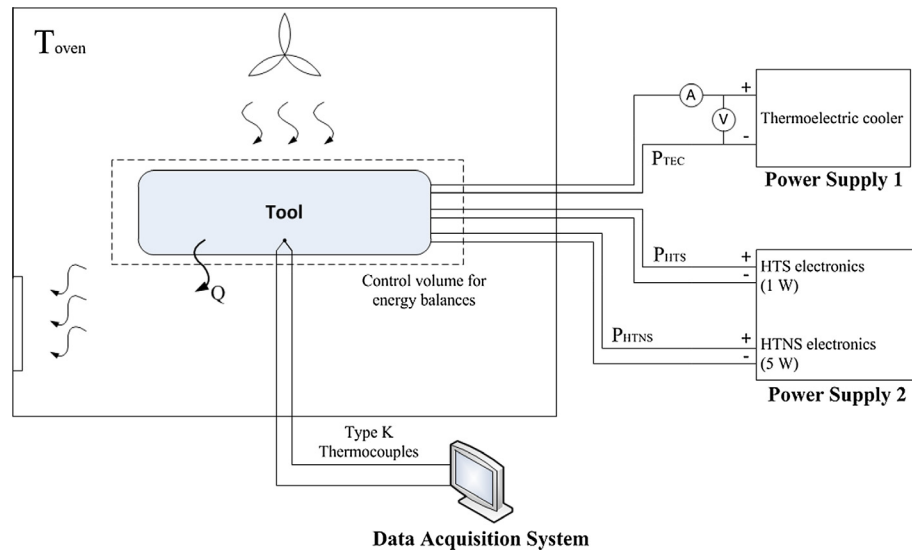 Toven
Tool
Q
Control volume for
energy balances
A
V
+
-
PTEC
Thermoelectric cooler
Power Supply 1
PHTS
+
-
HTS electronics
(1 W)
PHTNS
+
-
HTNS electronics
(5 W)
Power Supply 2
Type K
Thermocouples
Data Acquisition System